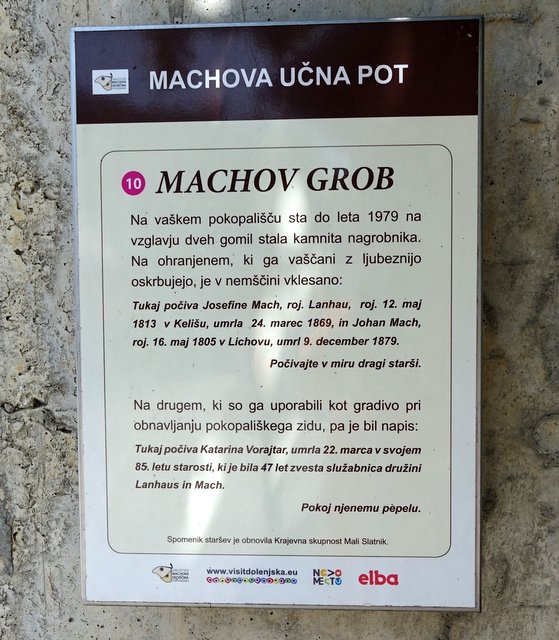 MACHOVA UČNA POT
10 MACHOV GROB
Na vaškem pokopališču sta do leta 1979 na
vzglavju dveh gomil stala kamnita nagrobnika.
Na ohranjenem, ki ga vaščani z ljubeznijo
oskrbujejo, je v nemščini vklesano:
Tukaj počiva Josefine Mach, roj. Lanhau, roj. 12. maj
1813 v Kelišu, umrla 24. marec 1869, in Johan Mach,
roj. 16. maj 1805 v Lichovu, umrl 9. december 1879.
Počivajte v miru dragi starši.
Na drugem, ki so ga uporabili kot gradivo pri
obnavljanju pokopališkega zidu, pa je bil napis:
Tukaj počiva Katarina Vorajtar, umrla 22. marca v svojem
85. letu starosti, ki je bila 47 let zvesta služabnica družini
Lanhaus in Mach.
Pokoj njenemu pepelu.
Spomenik staršev je obnovila Krajevna skupnost Mali Slatnik.
www.visitdolenjska.eu
NOVO
MESTO
elba